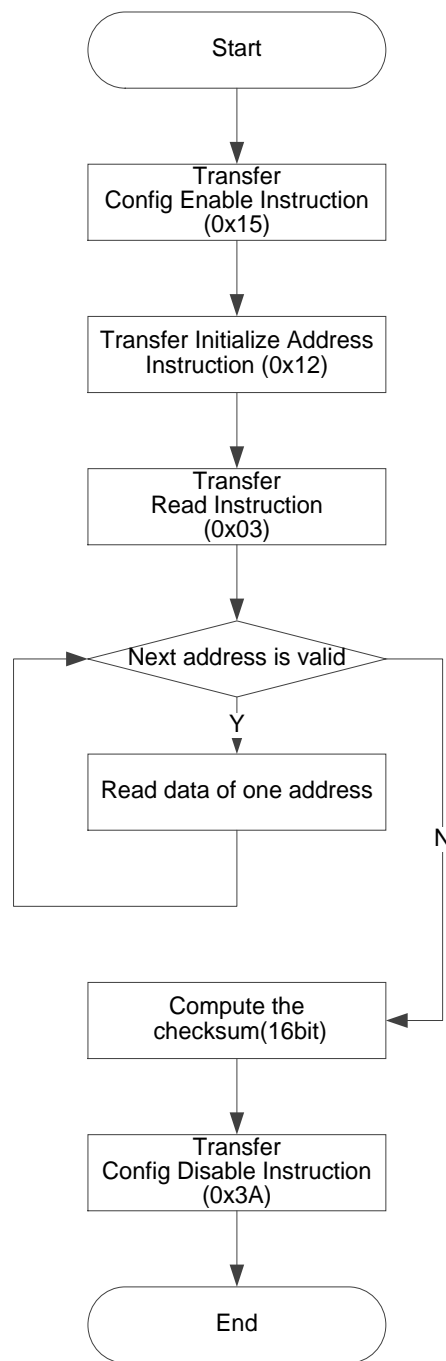 Start
Transfer
Config Enable Instruction
(0x15)
Transfer Initialize Address
Instruction (0x12)
Transfer
Read Instruction
(0x03)
Next address is valid
Y
Read data of one address
N
Compute the
checksum(16bit)
Transfer
Config Disable Instruction
(0x3A)
End